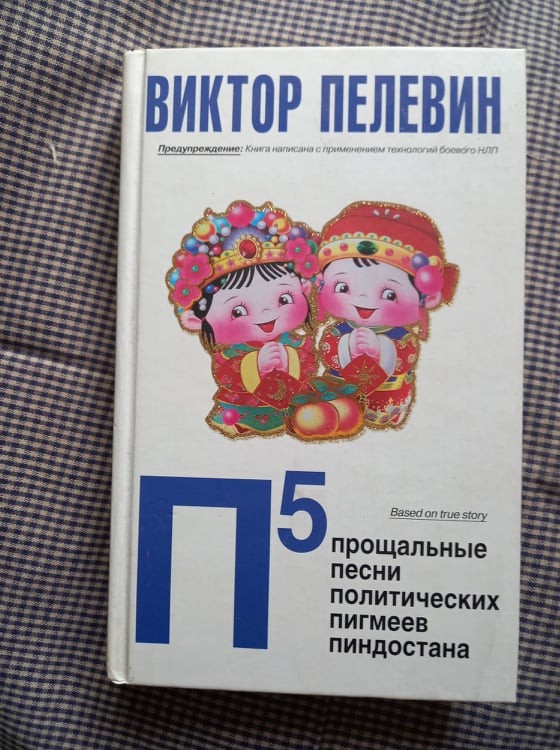 ВИКТОР ПЕЛЕВИН
Предупреждение: Книга написана с применением технологий боевого НЛП
П5
Based on true story
прощальные
песни
политических
пигмеев
пиндостана